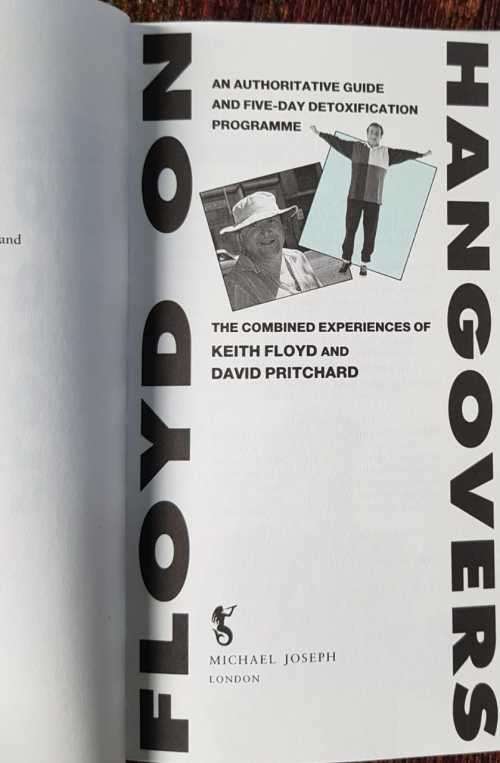 and
FLOYD ON
HANGOVERS
AN AUTHORITATIVE GUIDE
AND FIVE-DAY DETOXIFICATION
PROGRAMME
THE COMBINED EXPERIENCES OF
KEITH FLOYD AND
DAVID PRITCHARD
MICHAEL JOSEPH
LONDON